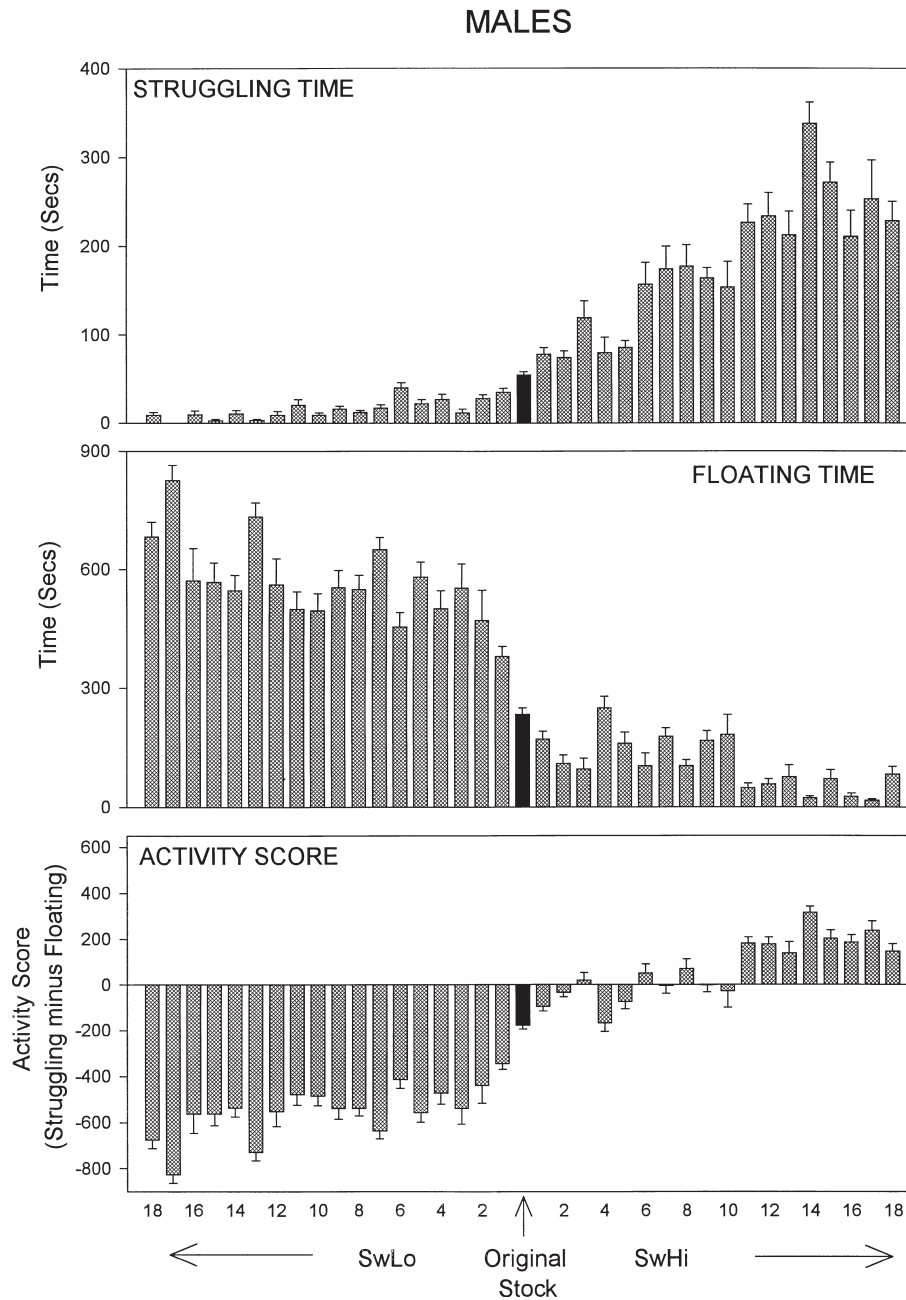 MALES
400
STRUGGLING TIME
300
200
100
0
Time (Secs)
900
FLOATING TIME
600
300
0
Time (Secs)
600
ACTIVITY SCORE
400
200
0
-200
-400
-600
-800
Activity Score
(Struggling minus Floating)
18 16 14 12 10 8 6 4 2 2 4 6 8 10 12 14 16 18
SwLo Original SwHi
Stock